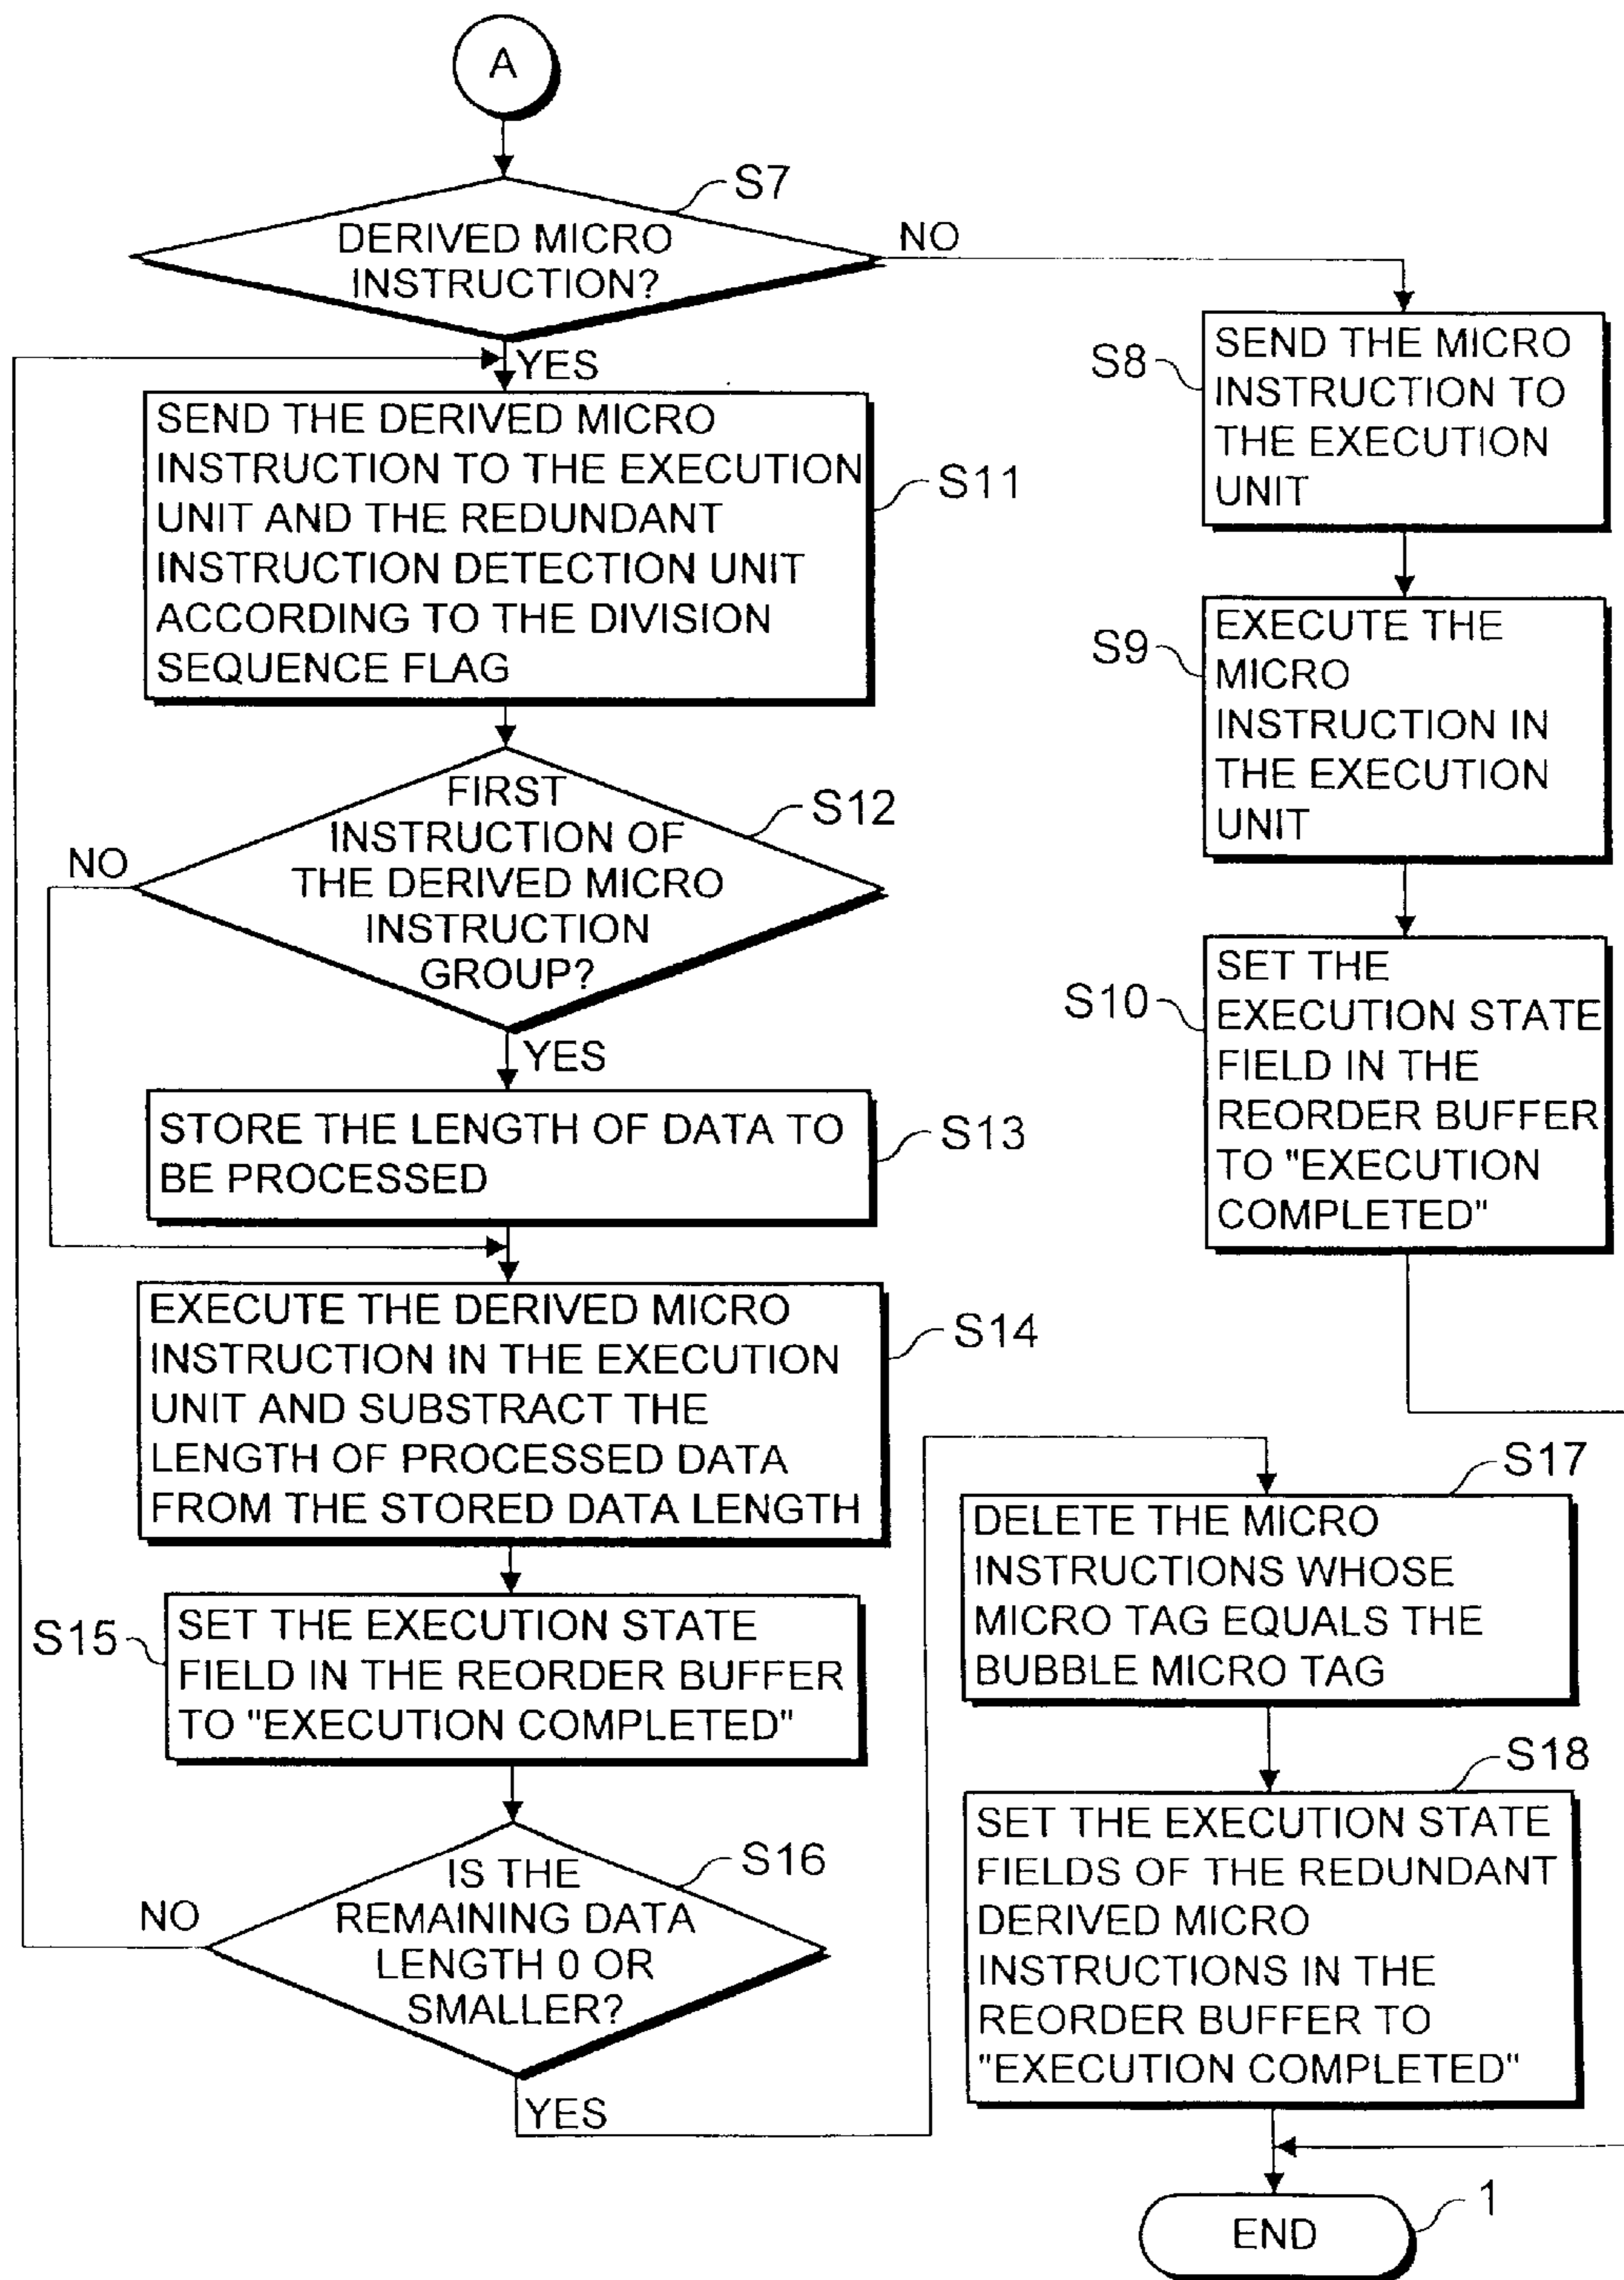 A
S7
DERIVED MICRO
INSTRUCTION?
NO
YES
S8
SEND THE MICRO
INSTRUCTION TO
THE EXECUTION
UNIT
S9
EXECUTE THE
MICRO
INSTRUCTION IN
THE EXECUTION
UNIT
S10
SET THE
EXECUTION STATE
FIELD IN THE
REORDER BUFFER
TO "EXECUTION
COMPLETED"
SEND THE DERIVED MICRO
INSTRUCTION TO THE EXECUTION
UNIT AND THE REDUNDANT
INSTRUCTION DETECTION UNIT
ACCORDING TO THE DIVISION
SEQUENCE FLAG
S11
FIRST
INSTRUCTION OF
THE DERIVED MICRO
INSTRUCTION
GROUP?
S12
NO
YES
STORE THE LENGTH OF DATA TO
BE PROCESSED
S13
EXECUTE THE DERIVED MICRO
INSTRUCTION IN THE EXECUTION
UNIT AND SUBSTRACT THE
LENGTH OF PROCESSED DATA
FROM THE STORED DATA LENGTH
S14
S15
SET THE EXECUTION STATE
FIELD IN THE REORDER BUFFER
TO "EXECUTION COMPLETED"
S16
IS THE
REMAINING DATA
LENGTH 0 OR
SMALLER?
NO
YES
S17
DELETE THE MICRO
INSTRUCTIONS WHOSE
MICRO TAG EQUALS THE
BUBBLE MICRO TAG
S18
SET THE EXECUTION STATE
FIELDS OF THE REDUNDANT
DERIVED MICRO
INSTRUCTIONS IN THE
REORDER BUFFER TO
"EXECUTION COMPLETED"
END
1